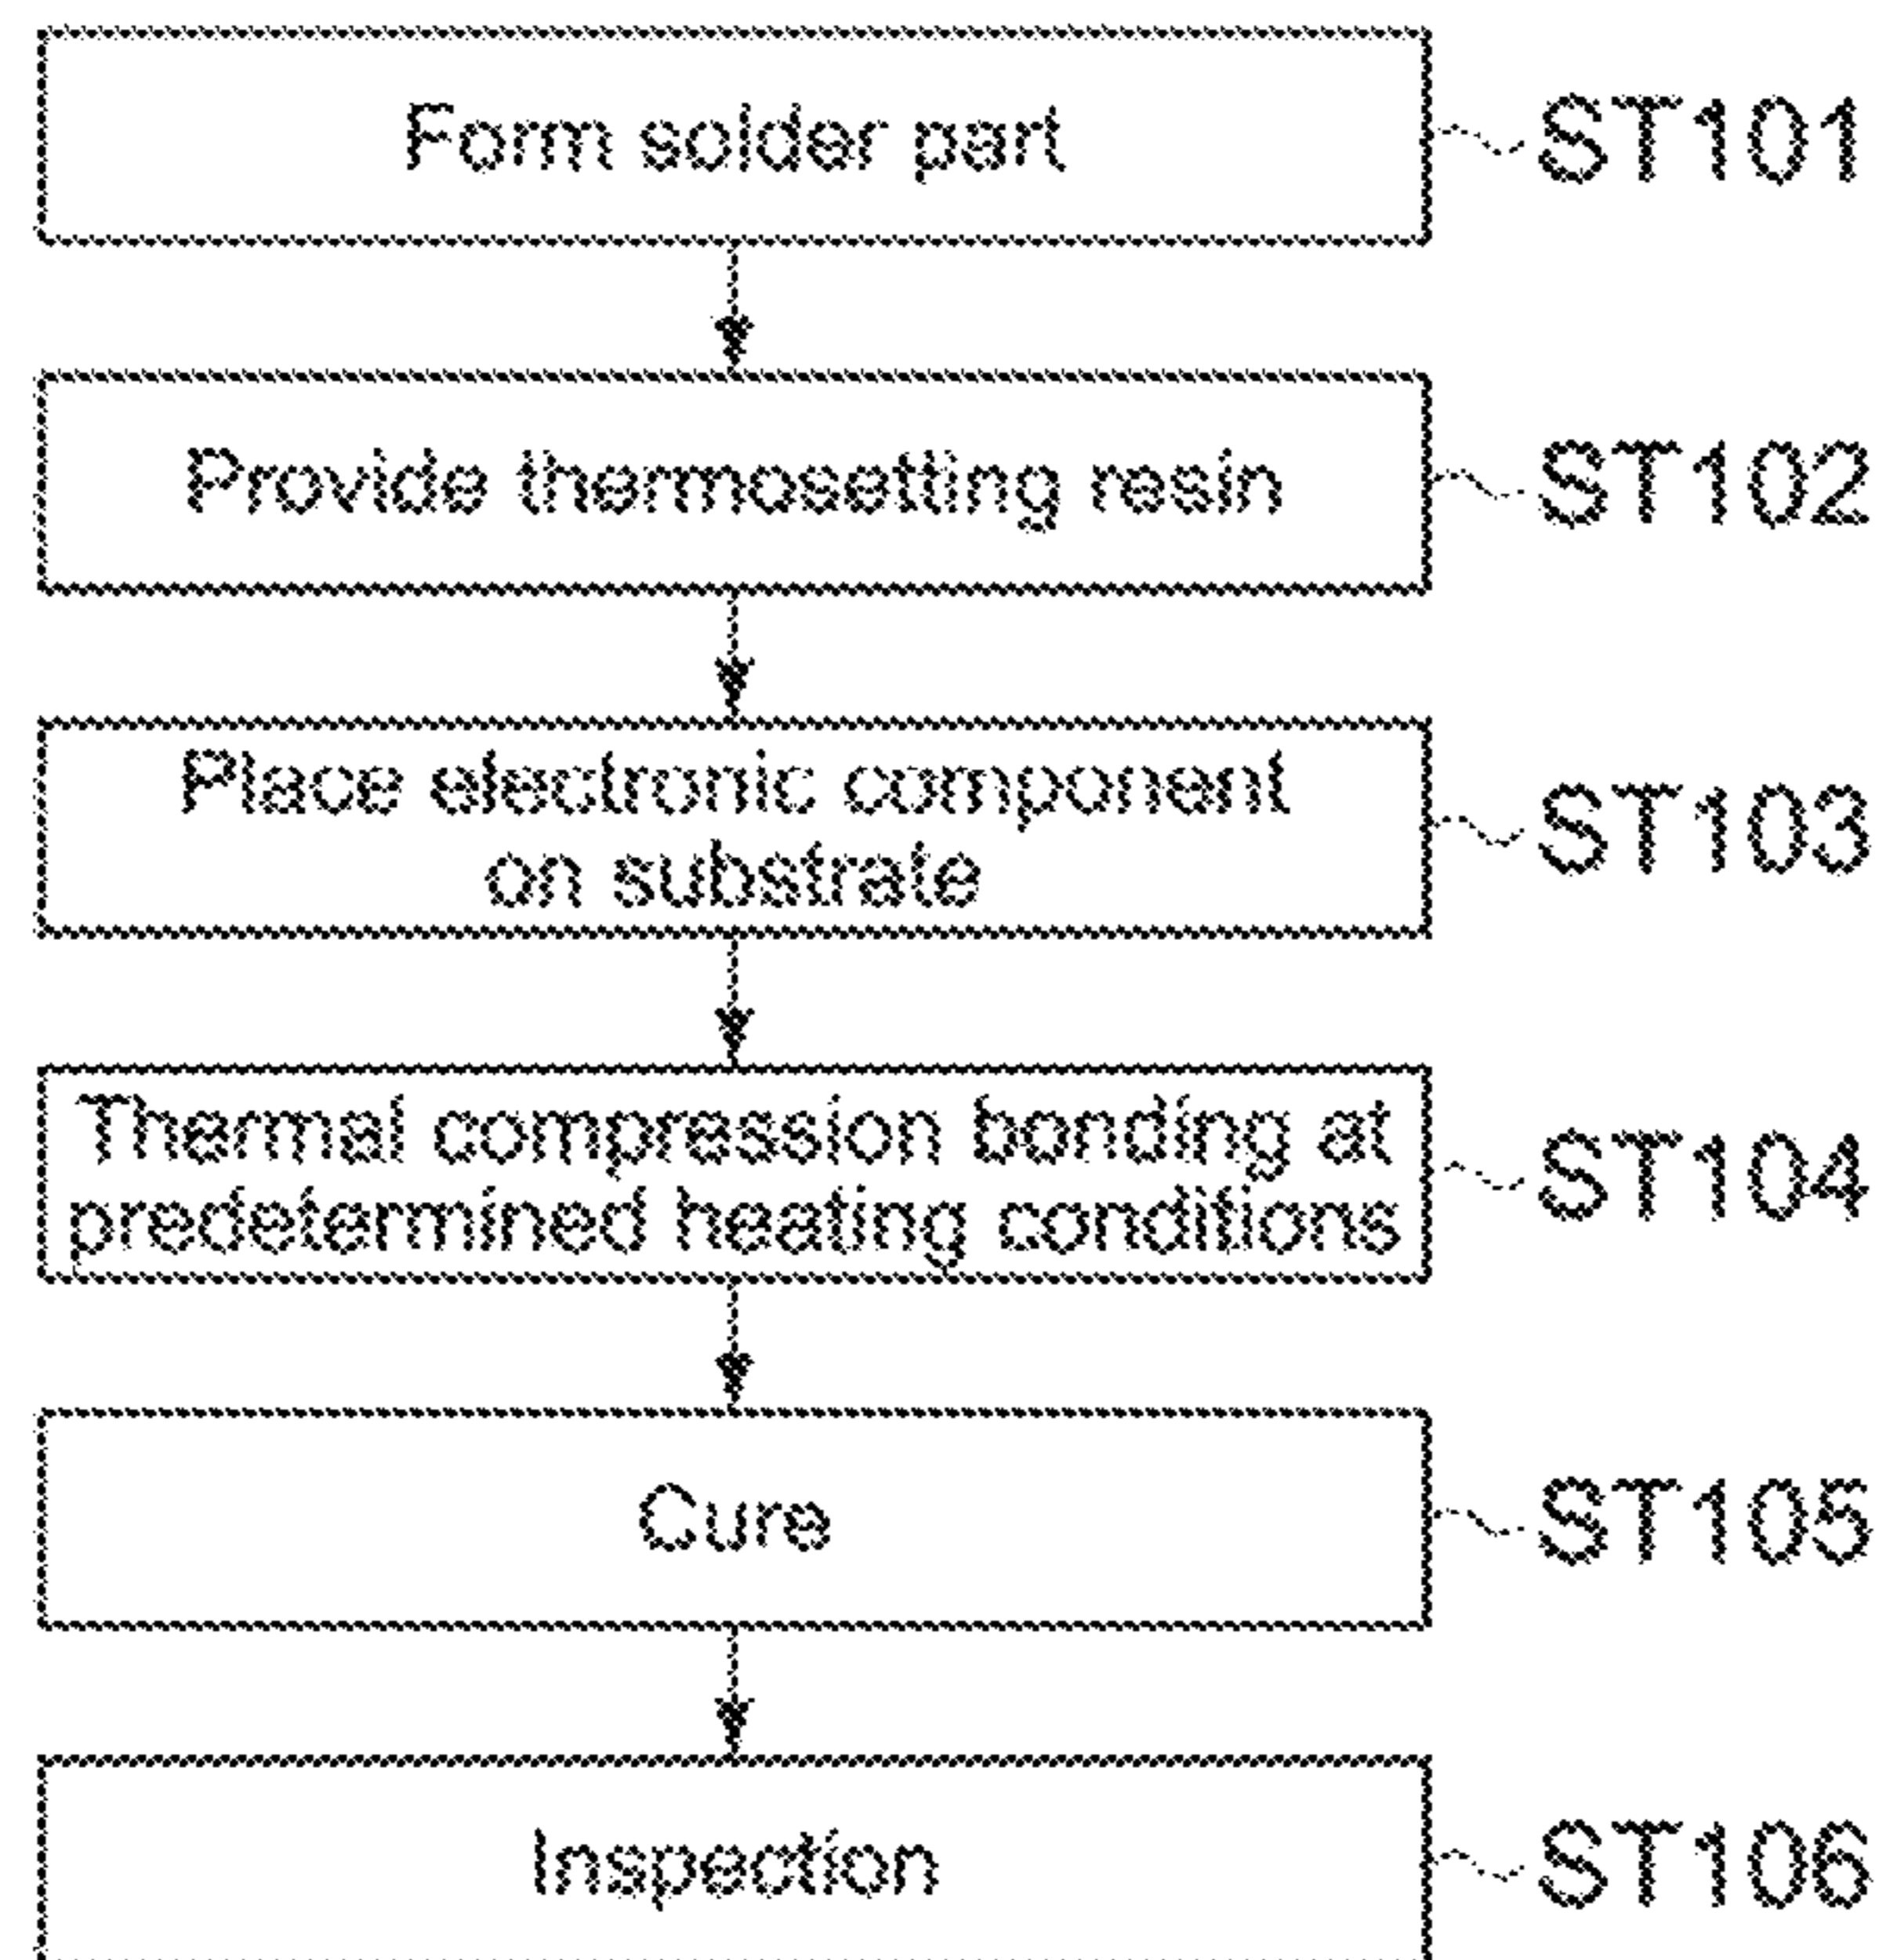 Form solder part
ST101
Provide thermosetting resin
ST102
Place electronic component
on substrate
ST103
Thermal compression bonding at
predetermined heating conditions
ST104
Cure
ST105
Inspection
ST106